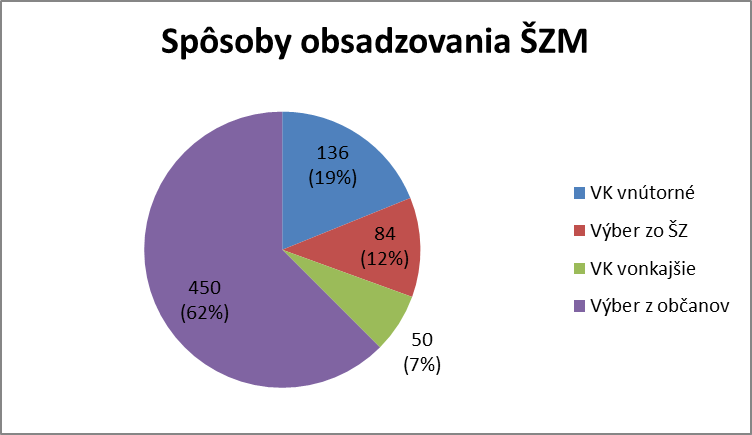 Spôsoby obsadzovania ŠZM
136
(19%)
84
(12%)
50
(7%)
450
(62%)
VK vnútorné
Výber zo ŠZ
VK vonkajšie
Výber z občanov